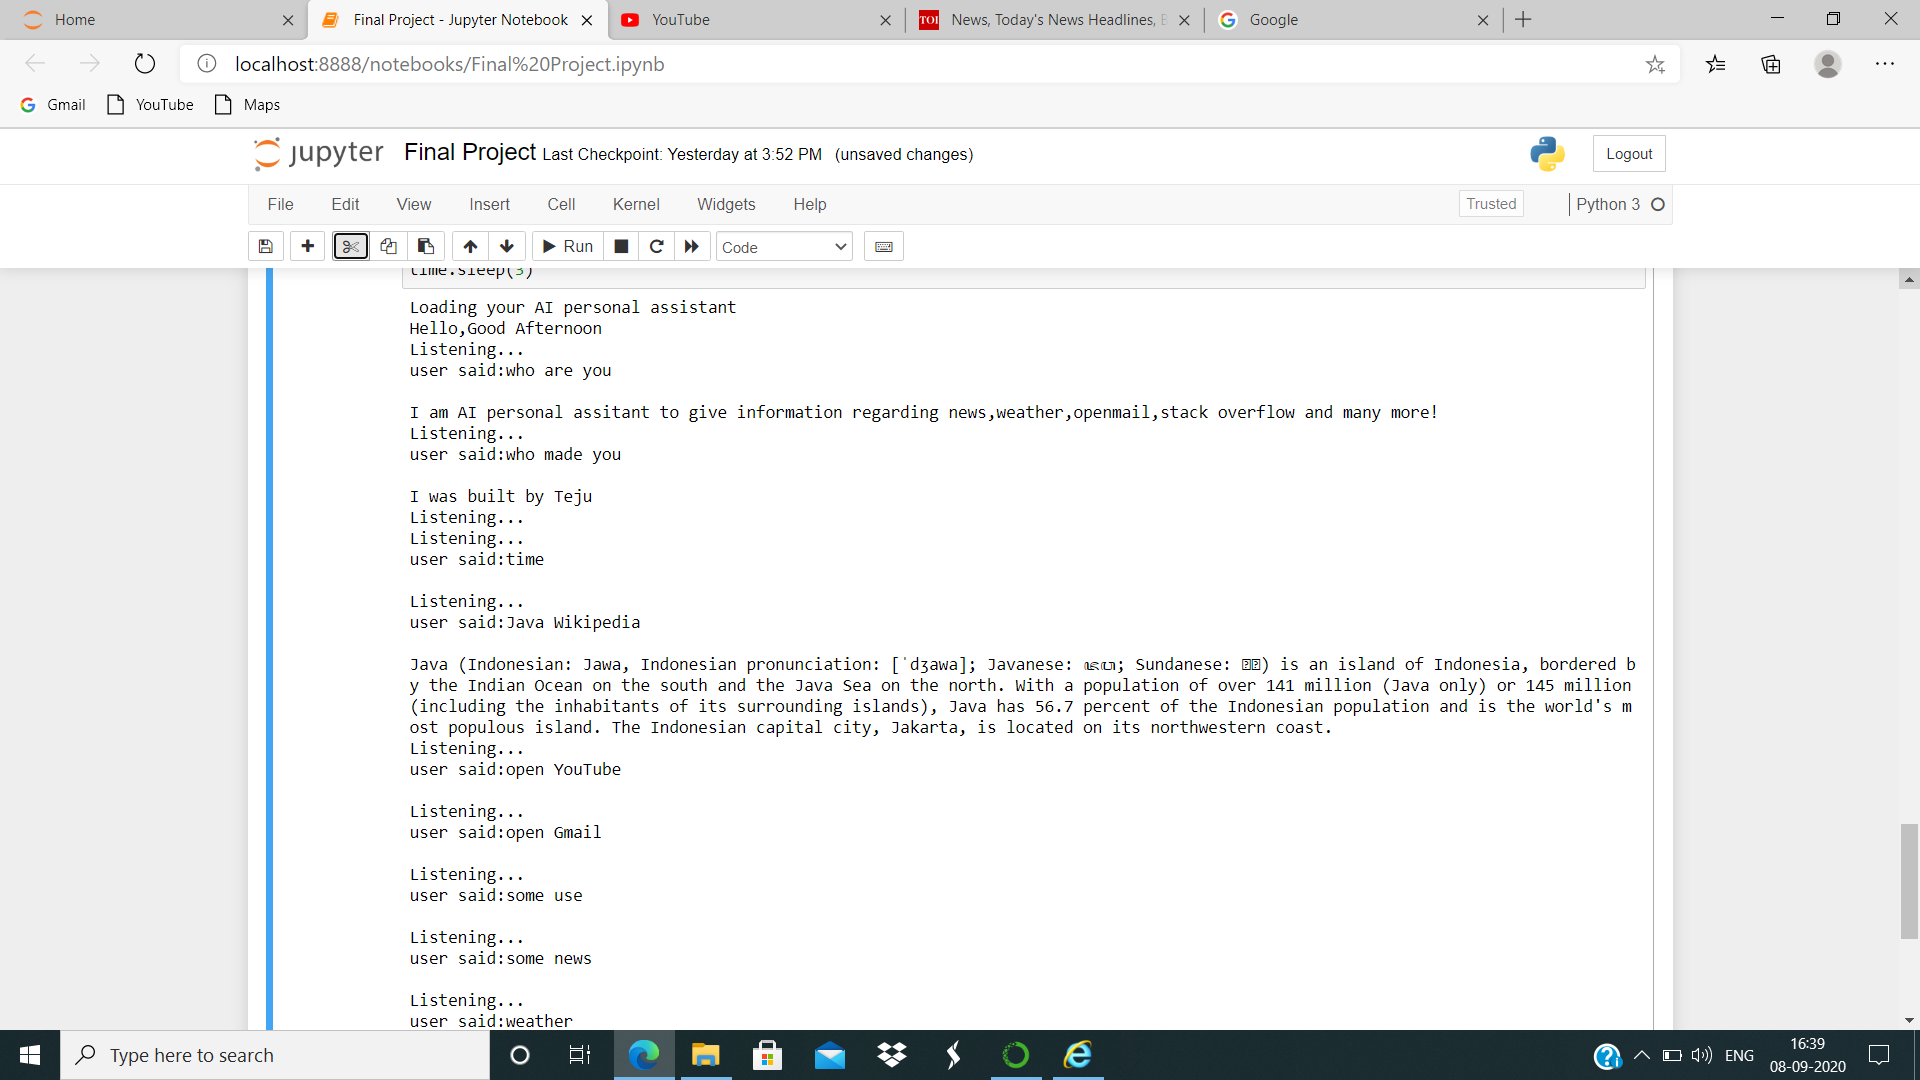 Home
Final Project - Jupyter Notebook
YouTube
TOI News, Today's News Headlines, B
Google
localhost:8888/notebooks/Final%20Project.ipynb
Gmail YouTube Maps
jupyter Final Project Last Checkpoint: Yesterday at 3:52 PM (unsaved changes)
Logout
File Edit View Insert Cell Kernel Widgets Help
Trusted Python 3
Run
Code
time.sleep(3)
Loading your AI personal assistant
Hello,Good Afternoon
Listening...
user said:who are you
I am AI personal assitant to give information regarding news,weather,openmail,stack overflow and many more!
Listening...
user said:who made you
I was built by Teju
Listening...
Listening...
user said:time
Listening...
user said:Java Wikipedia
Java (Indonesian: Jawa, Indonesian pronunciation: [ˈdʒawa]; Javanese: ; Sundanese: ) is an island of Indonesia, bordered b
y the Indian Ocean on the south and the Java Sea on the north. With a population of over 141 million (Java only) or 145 million
(including the inhabitants of its surrounding islands), Java has 56.7 percent of the Indonesian population and is the world's m
ost populous island. The Indonesian capital city, Jakarta, is located on its northwestern coast.
Listening...
user said:open YouTube
Listening...
user said:open Gmail
Listening...
user said:some use
Listening...
user said:some news
Listening...
user said:weather
Type here to search
ENG
16:39
08-09-2020